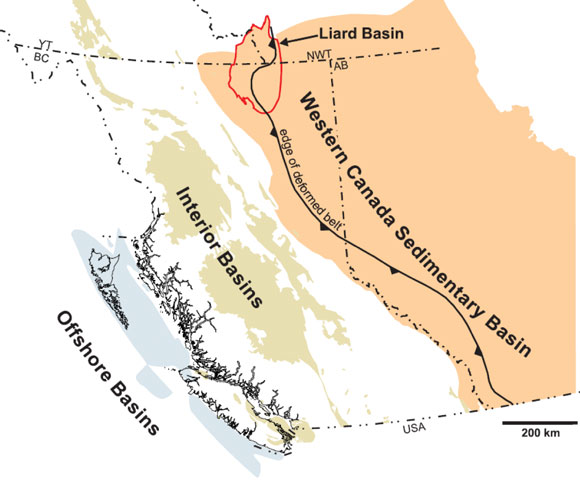 Liard Basin
YT
BC
NWT
AB
Western Canada Sedimentary Basin
edge of deformed belt
Interior Basins
Offshore Basins
USA
200 km